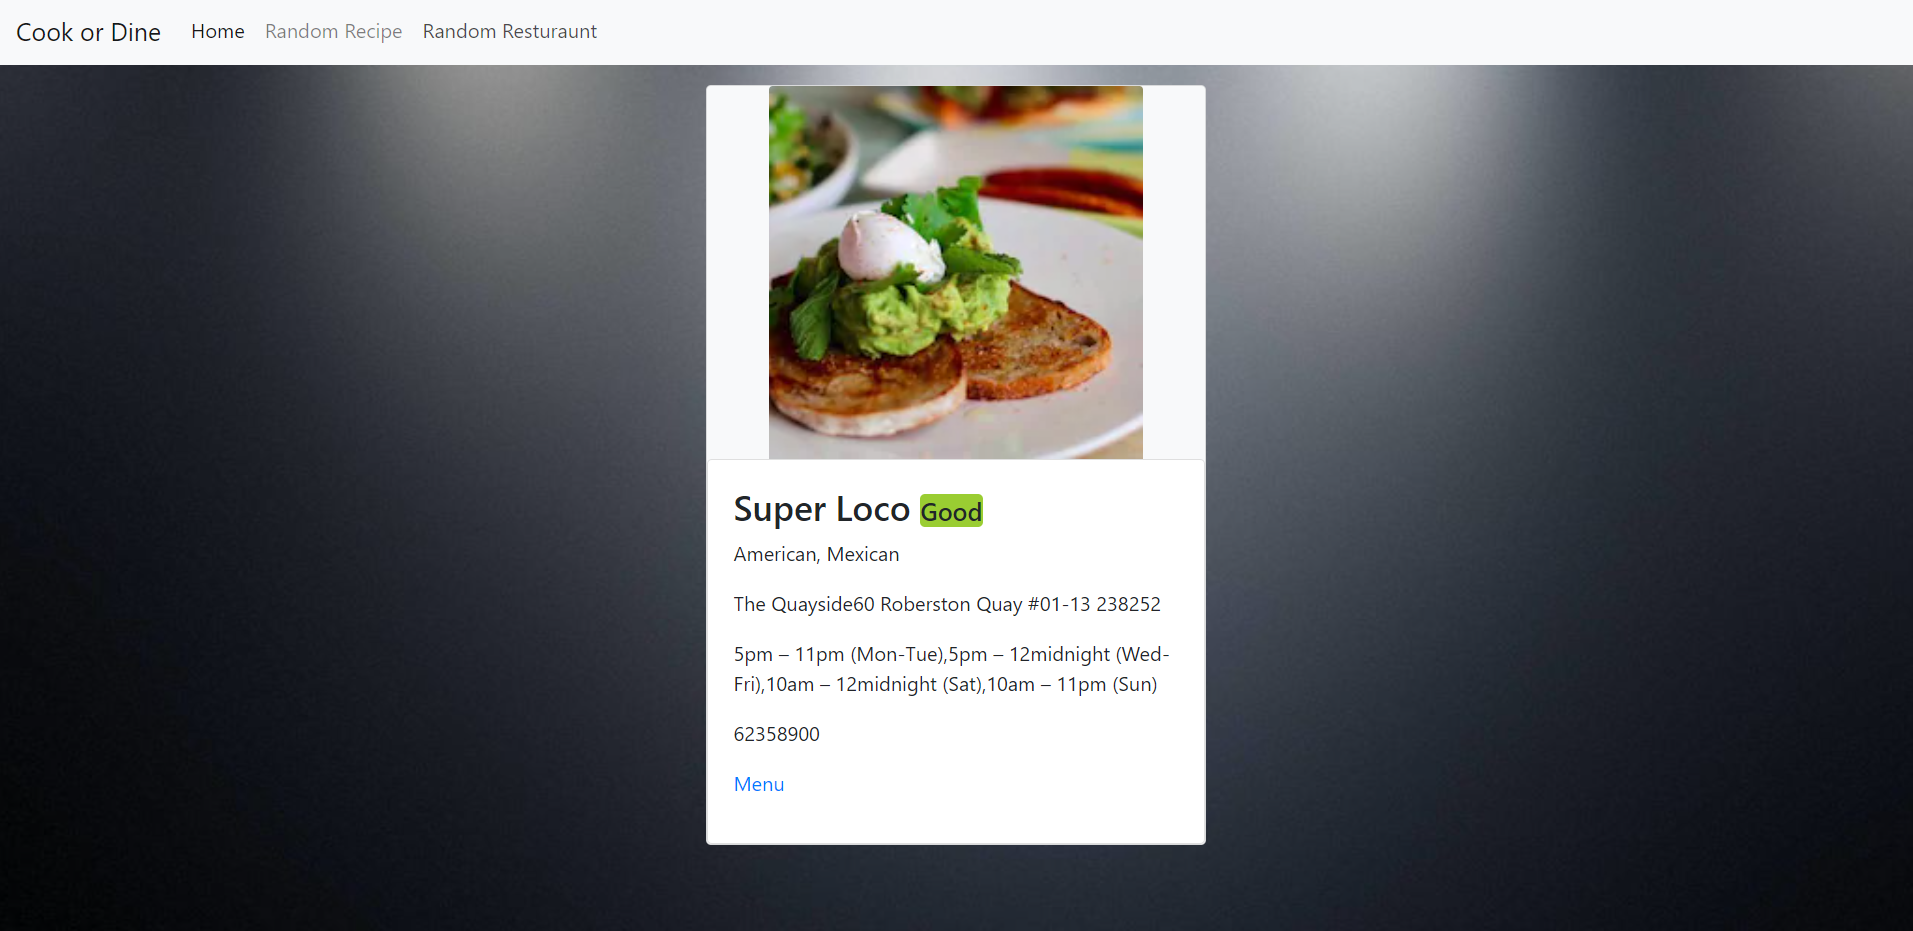 Cook or Dine Home Random Recipe Random Resturaunt
Super Loco Good
American, Mexican
The Quayside60 Roberston Quay #01-13 238252
5pm – 11pm (Mon-Tue),5pm – 12midnight (Wed-
Fri),10am – 12midnight (Sat),10am – 11pm (Sun)
62358900
Menu